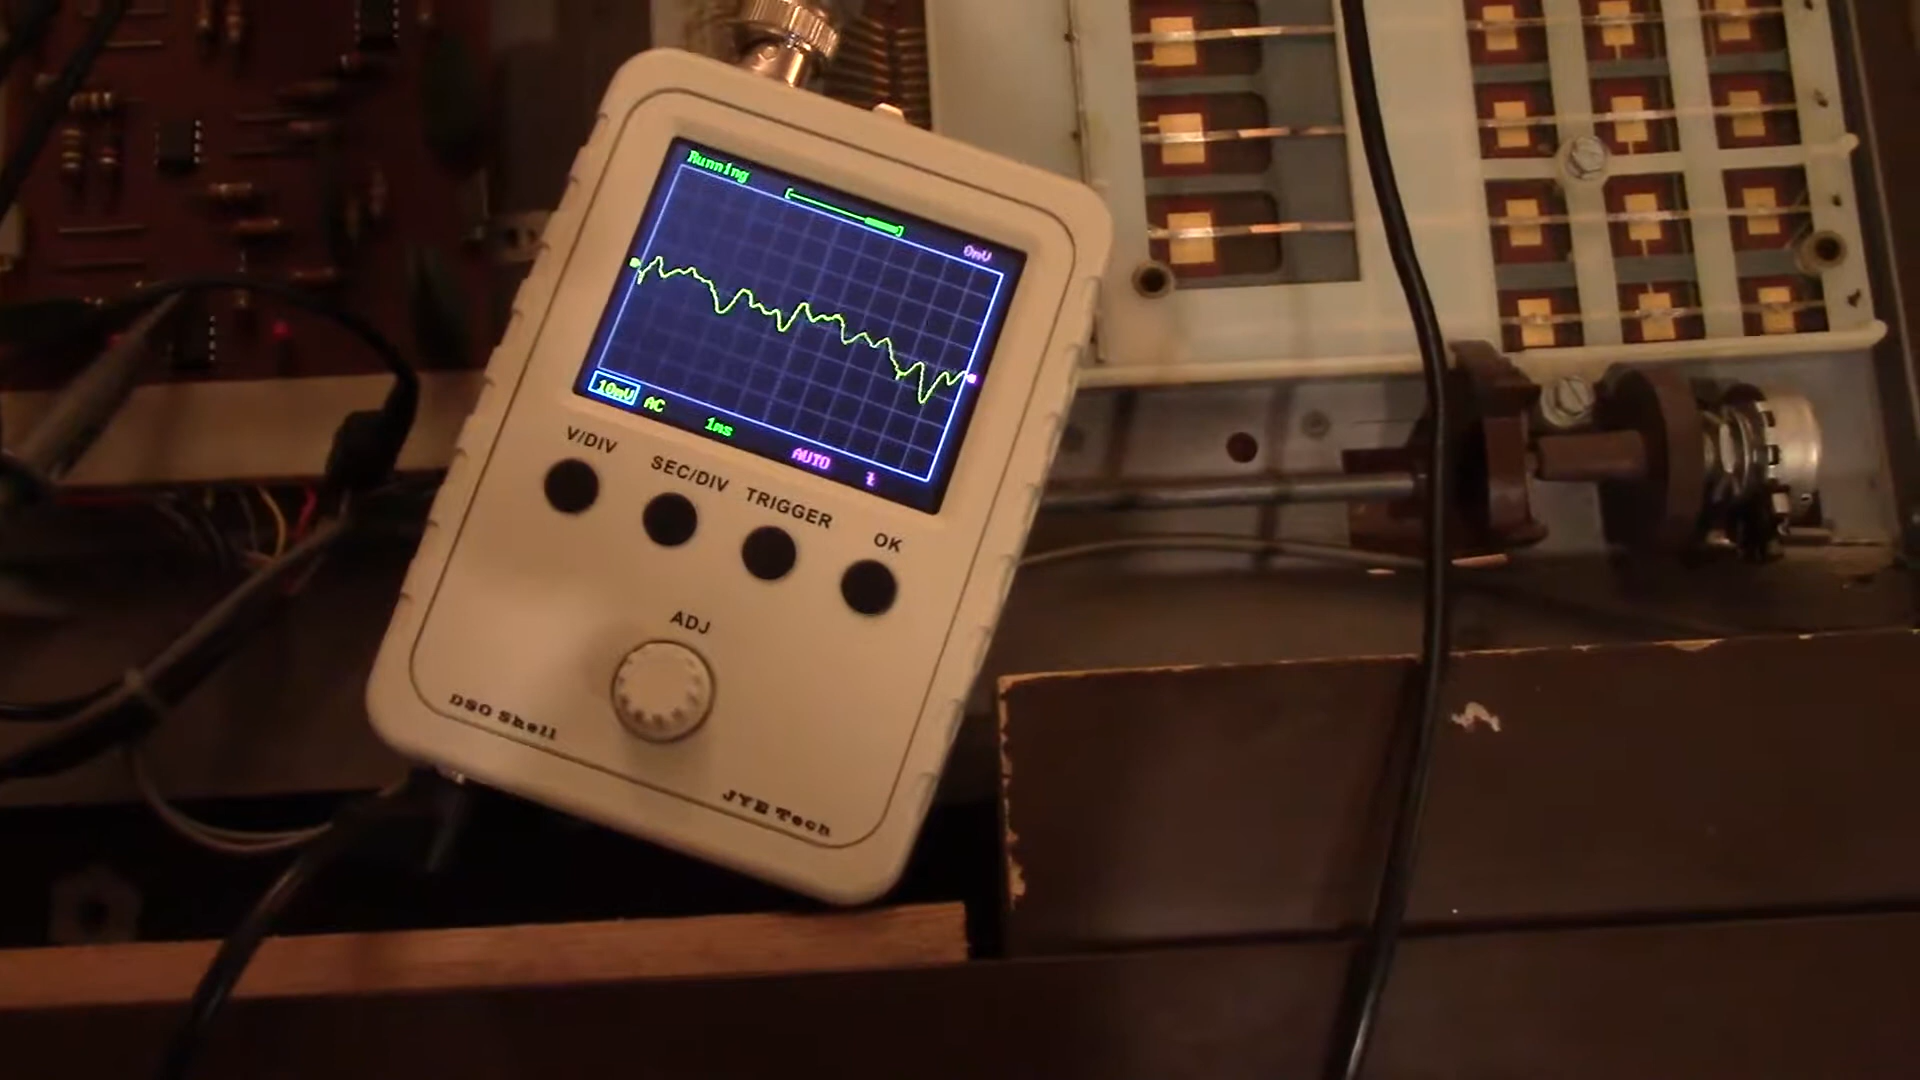 Running
0mV
10mV AC 1ms AUTO
V/DIV SEC/DIV TRIGGER OK
ADJ
DSO Shell
JYE Tech